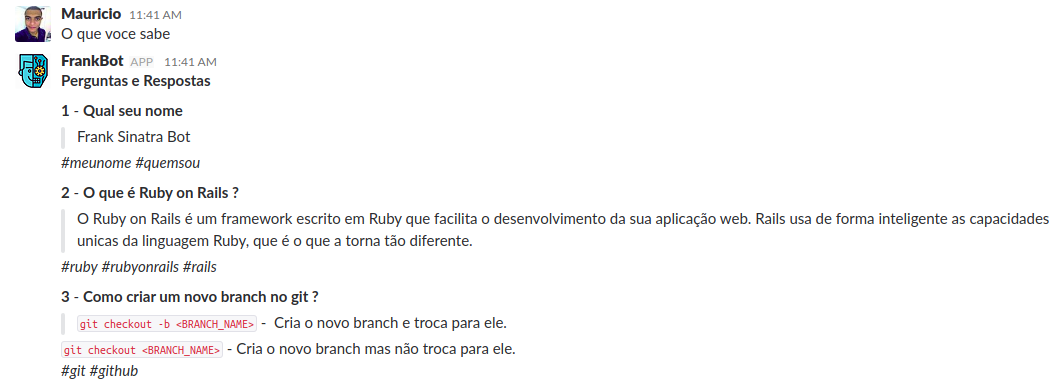 Mauricio 11:41 AM
O que voce sabe
FrankBot APP 11:41 AM
Perguntas e Respostas
1 - Qual seu nome
Frank Sinatra Bot
#meunome #quemsou
2 - O que é Ruby on Rails ?
O Ruby on Rails é um framework escrito em Ruby que facilita o desenvolvimento da sua aplicação web. Rails usa de forma inteligente as capacidades
unicas da linguagem Ruby, que é o que a torna tão diferente.
#ruby #rubyonrails #rails
3 - Como criar um novo branch no git ?
git checkout -b <BRANCH_NAME> - Cria o novo branch e troca para ele.
git checkout <BRANCH_NAME> - Cria o novo branch mas não troca para ele.
#git #github